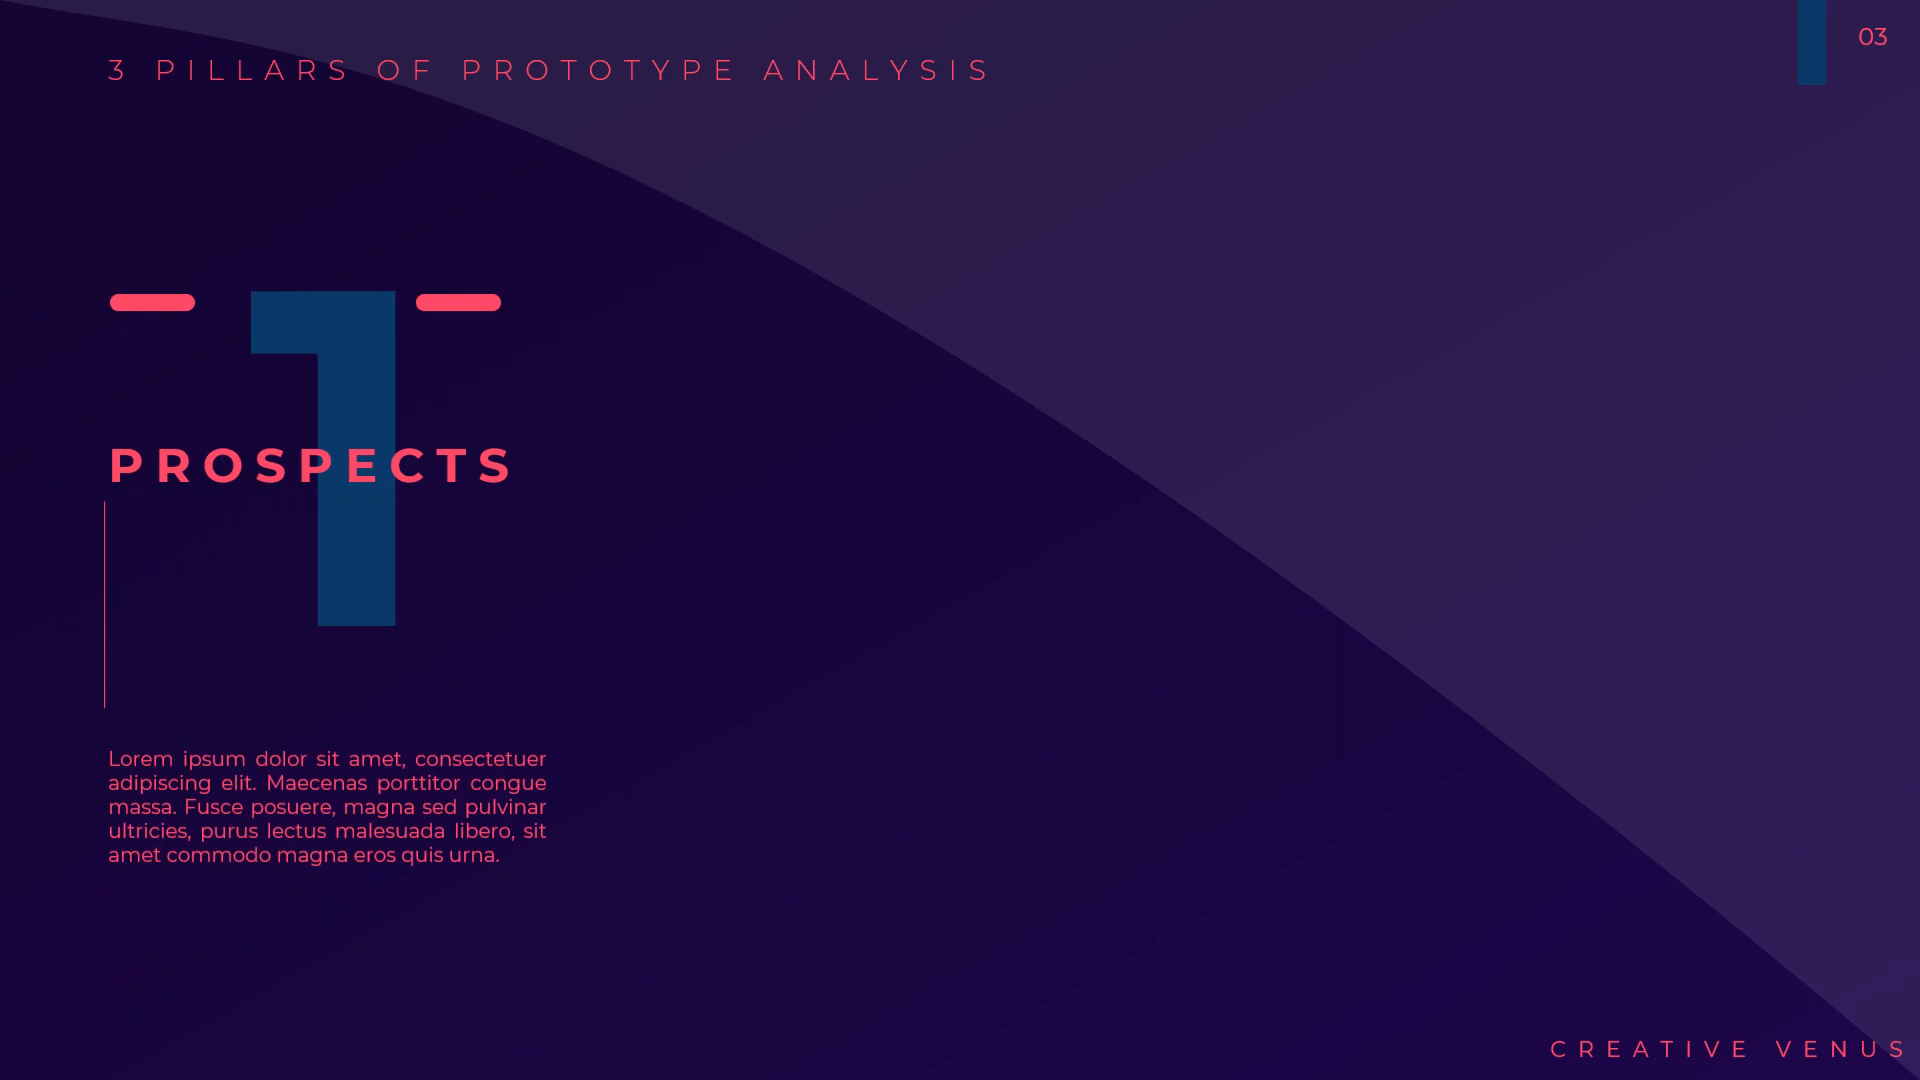 3 PILLARS OF PROTOTYPE ANALYSIS
03
1
PROSPECTS
Lorem ipsum dolor sit amet, consectetuer
adipiscing elit. Maecenas porttitor congue
massa. Fusce posuere, magna sed pulvinar
ultricies, purus lectus malesuada libero, sit
amet commodo magna eros quis urna.
CREATIVE VENUS